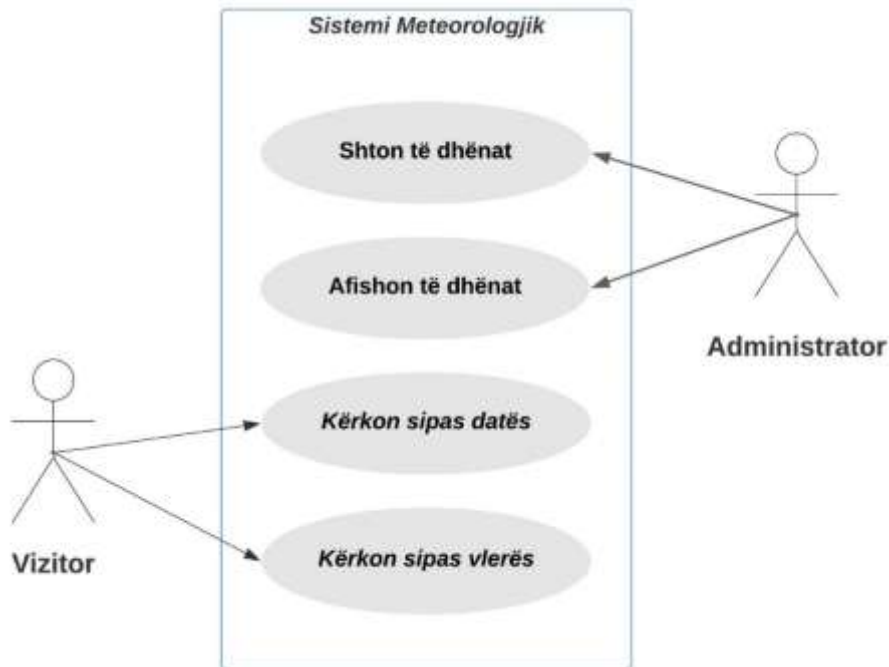 Sistemi Meteorologjik
Shton të dhënat
Afishon të dhënat
Administrator
Kërkon sipas datës
Kërkon sipas vlerës
Vizitor